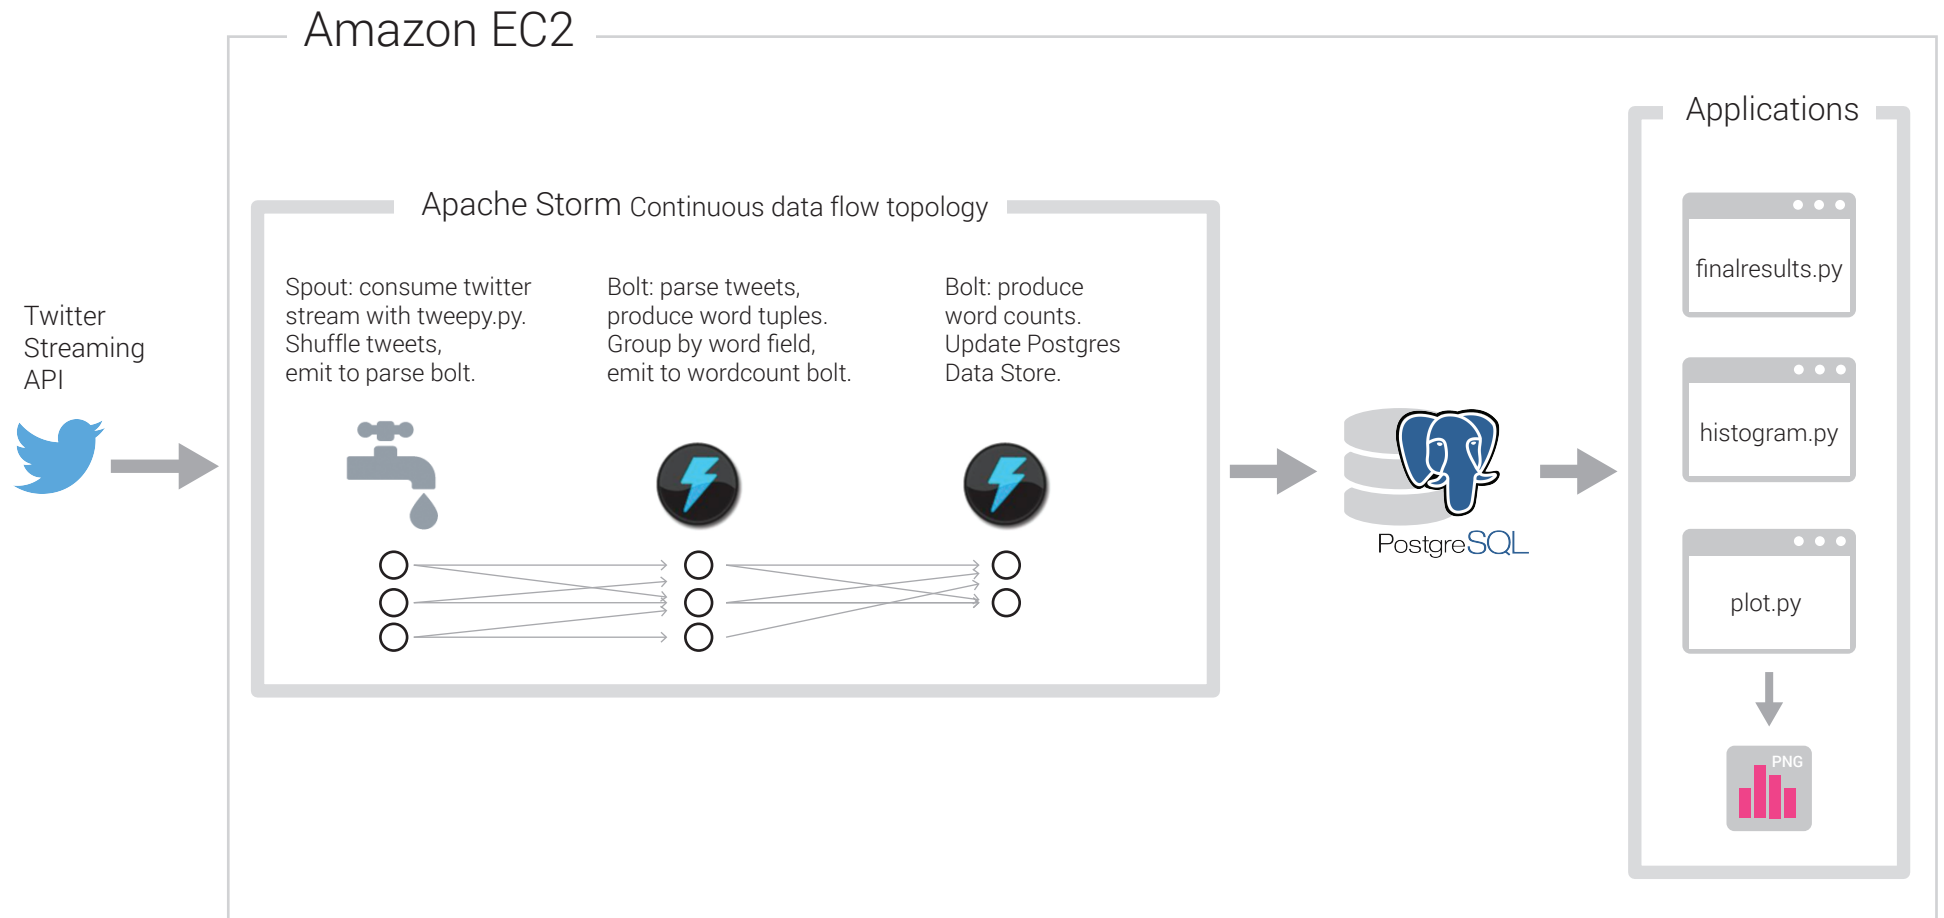 Amazon EC2
Applications
Apache Storm Continuous data flow topology
Twitter
Streaming
API
Spout: consume twitter
stream with tweepy.py.
Shuffle tweets,
emit to parse bolt.
Bolt: parse tweets,
produce word tuples.
Group by word field,
emit to wordcount bolt.
Bolt: produce
word counts.
Update Postgres
Data Store.
PostgreSQL
finalresults.py
histogram.py
plot.py
PNG